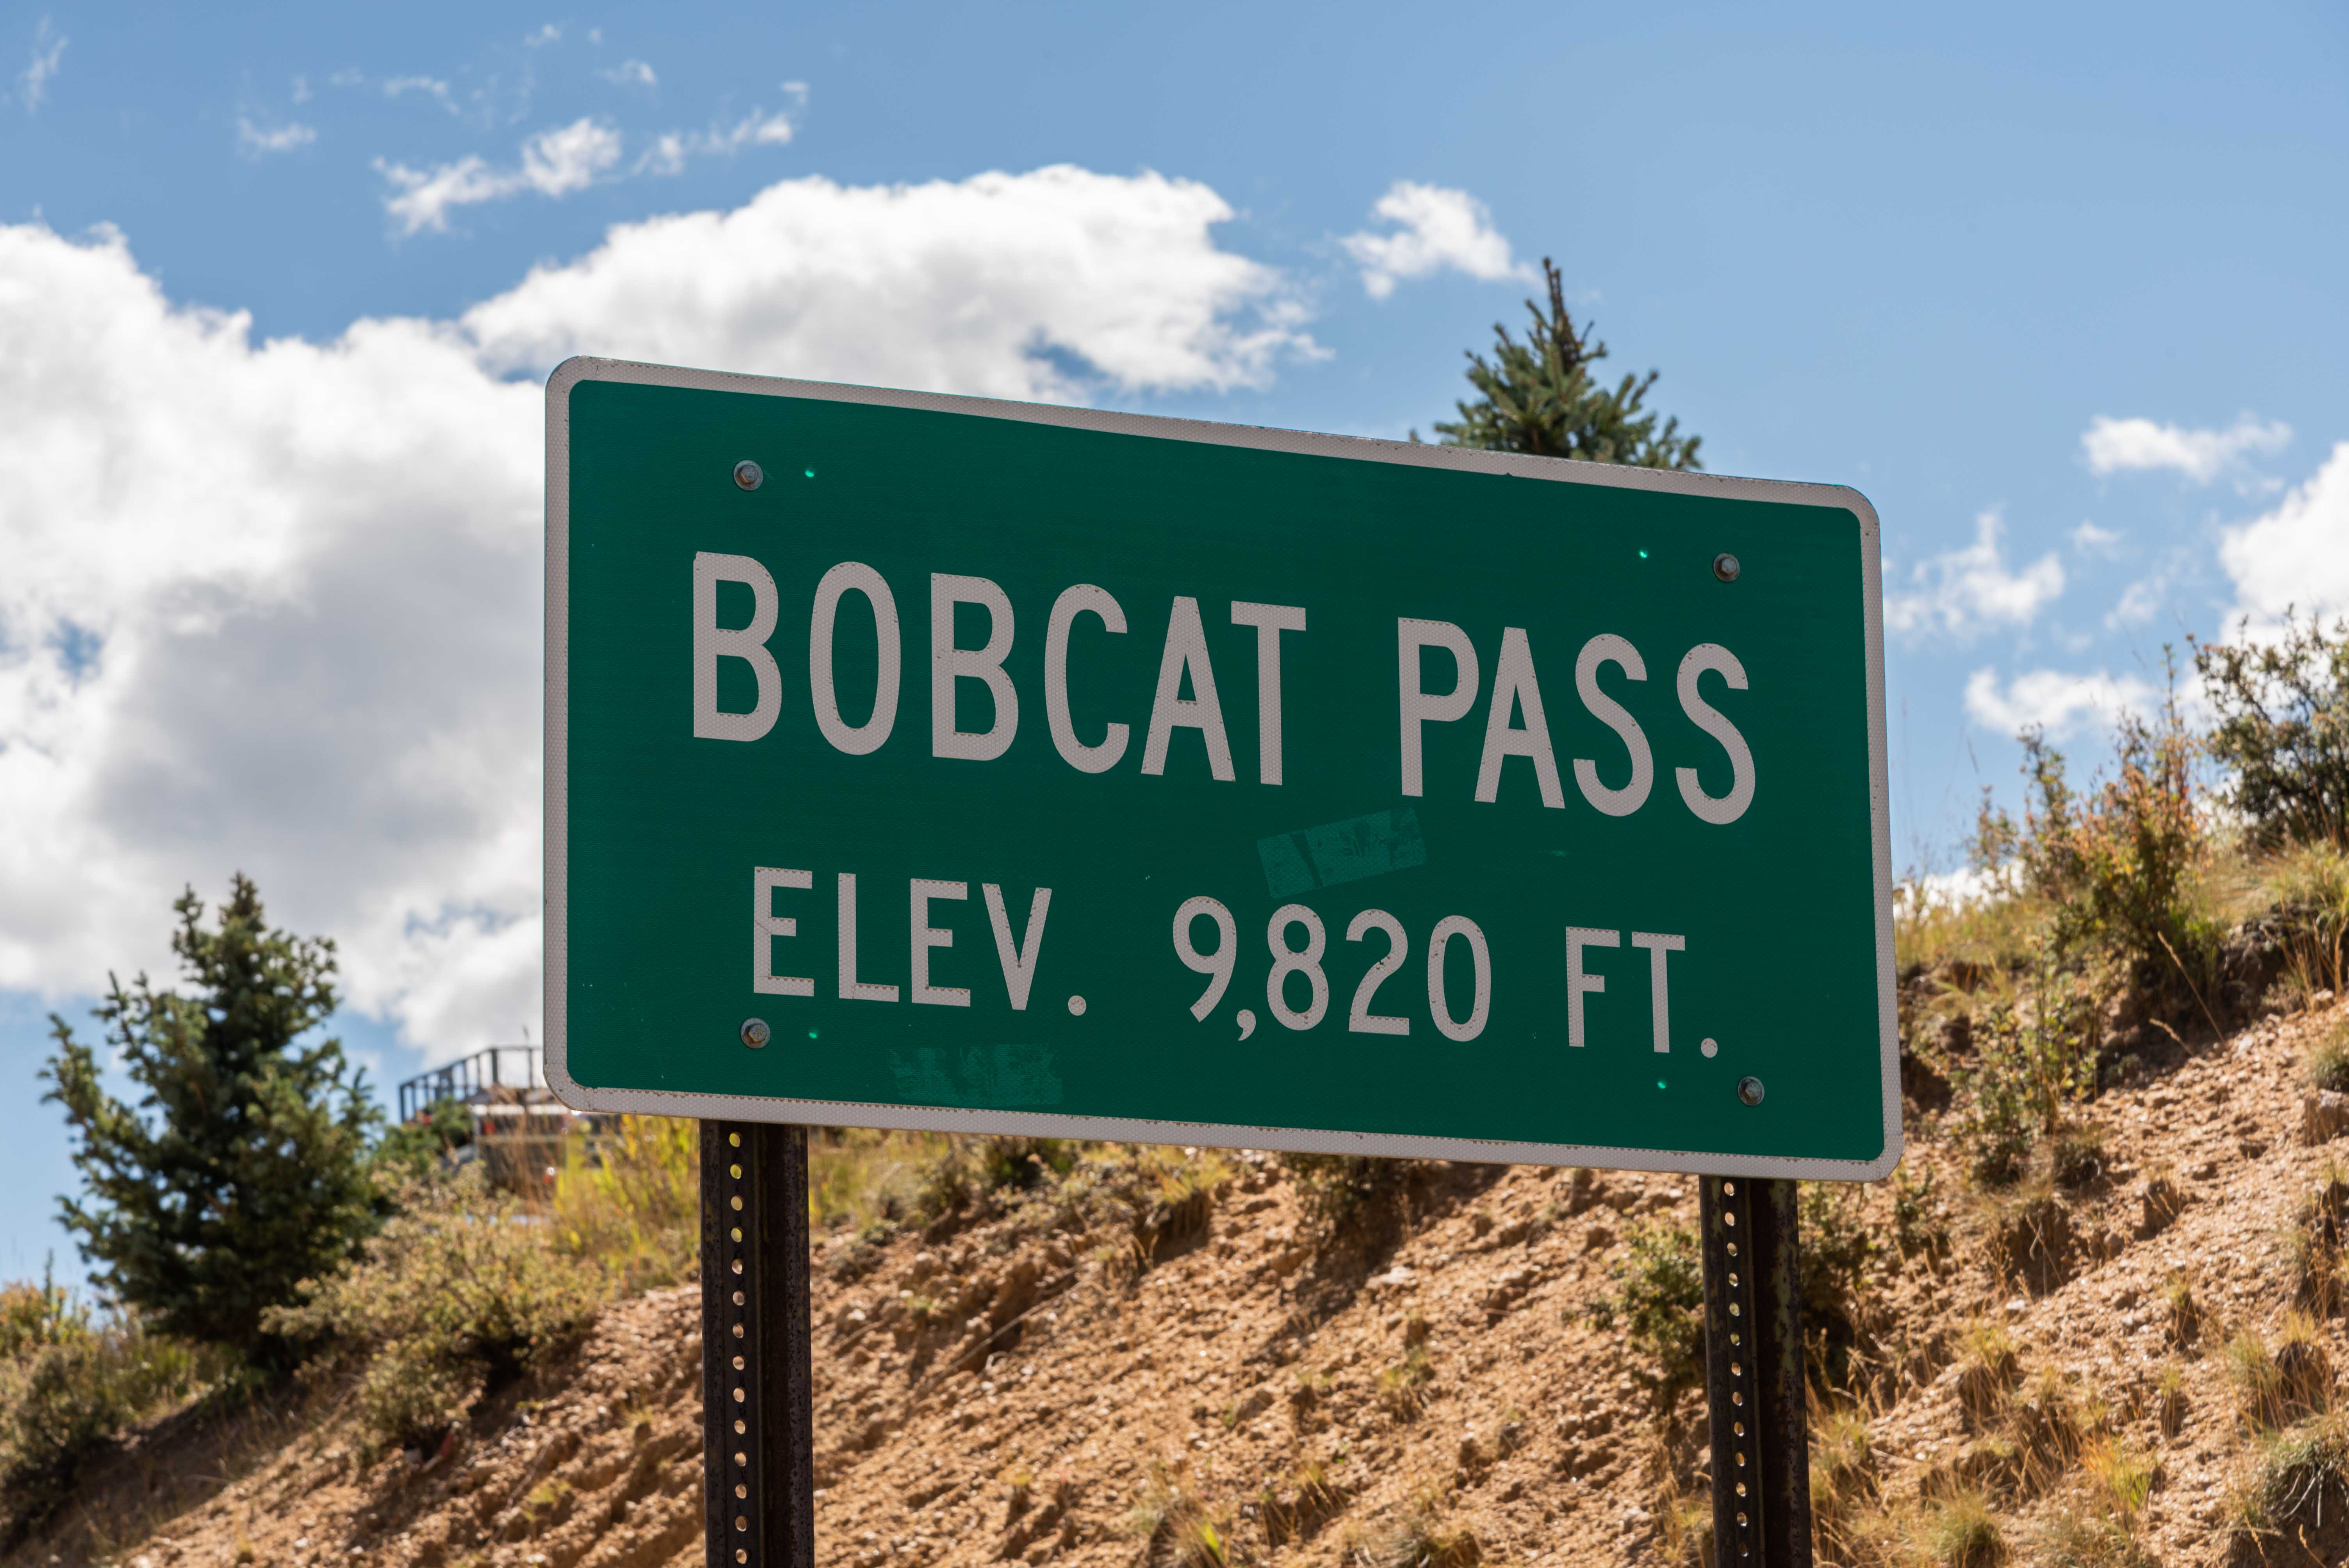 BOBCAT PASS
ELEV. 9,820 FT.